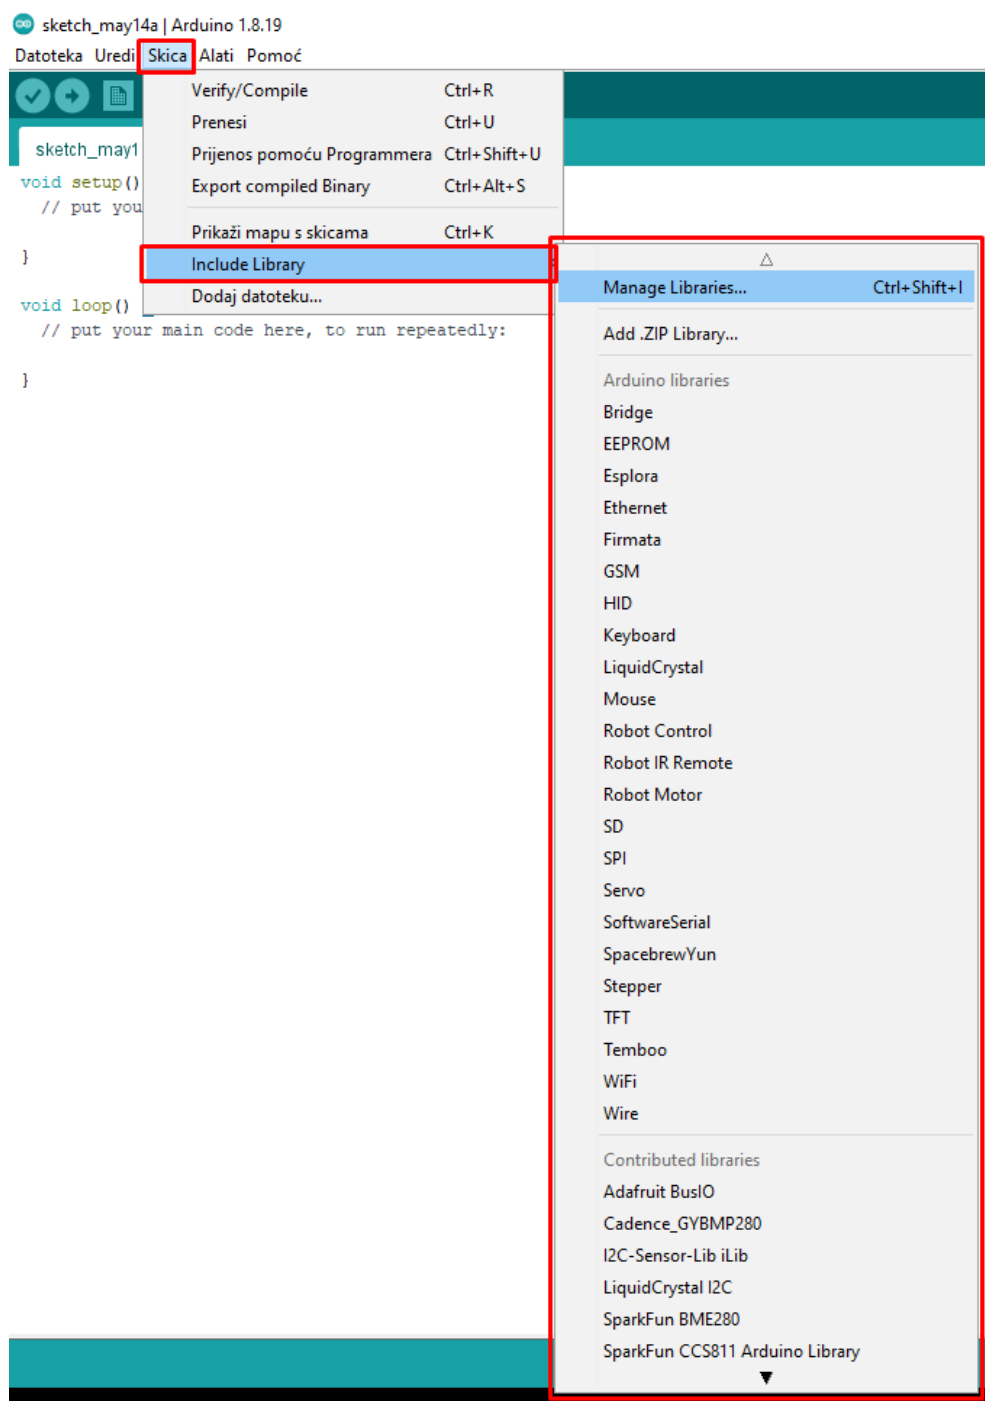 sketch_may14a | Arduino 1.8.19
Datoteka Uredi Skica Alati Pomoć
Verify/Compile Ctrl+R
Prenesi Ctrl+U
Prijenos pomoću Programmera Ctrl+Shift+U
Export compiled Binary Ctrl+Alt+S
Prikaži mapu s skicama Ctrl+K
Include Library
Dodaj datoteku...
sketch_may1
void setup()
// put you
}
void loop()
// put your main code here, to run repeatedly:
}
Manage Libraries... Ctrl+Shift+I
Add .ZIP Library...
Arduino libraries
Bridge
EEPROM
Esplora
Ethernet
Firmata
GSM
HID
Keyboard
LiquidCrystal
Mouse
Robot Control
Robot IR Remote
Robot Motor
SD
SPI
Servo
SoftwareSerial
SpacebrewYun
Stepper
TFT
Temboo
WiFi
Wire
Contributed libraries
Adafruit BusIO
Cadence_GYBMP280
I2C-Sensor-Lib iLib
LiquidCrystal I2C
SparkFun BME280
SparkFun CCS811 Arduino Library